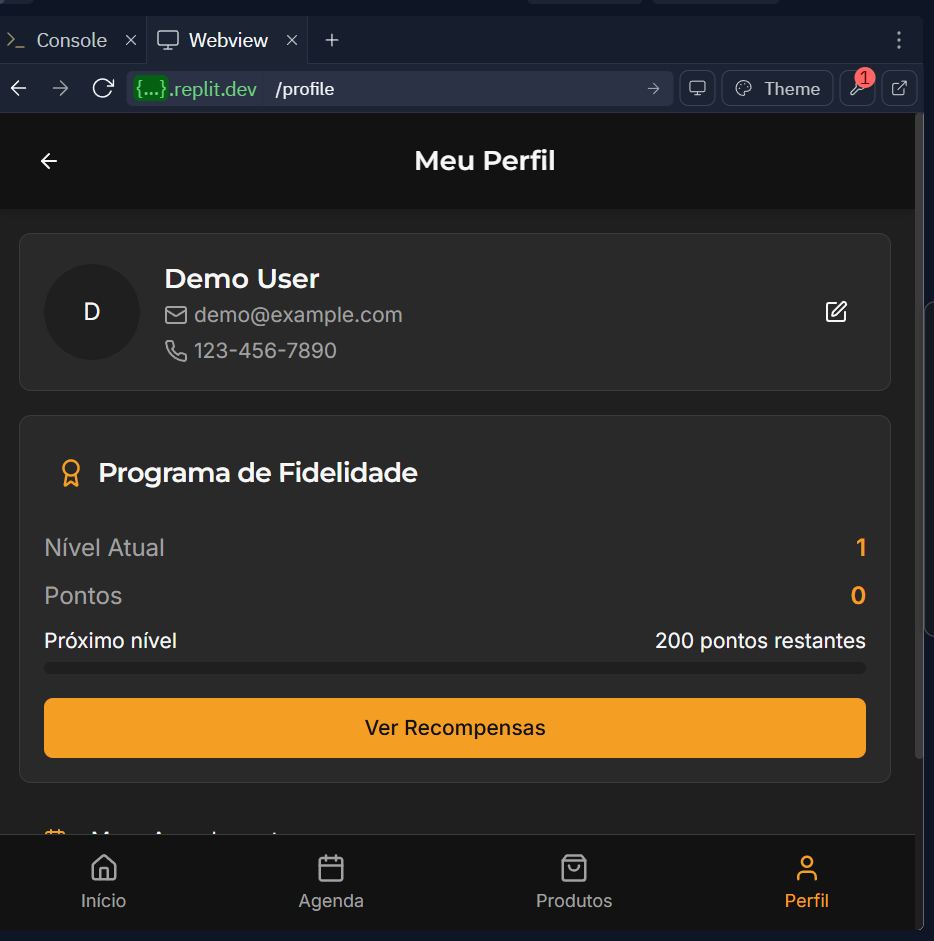 Console
Webview
{...}.replit.dev /profile
Theme
1
Meu Perfil
D
Demo User
demo@example.com
123-456-7890
Programa de Fidelidade
Nível Atual 1
Pontos 0
Próximo nível 200 pontos restantes
Ver Recompensas
Início Agenda Produtos Perfil